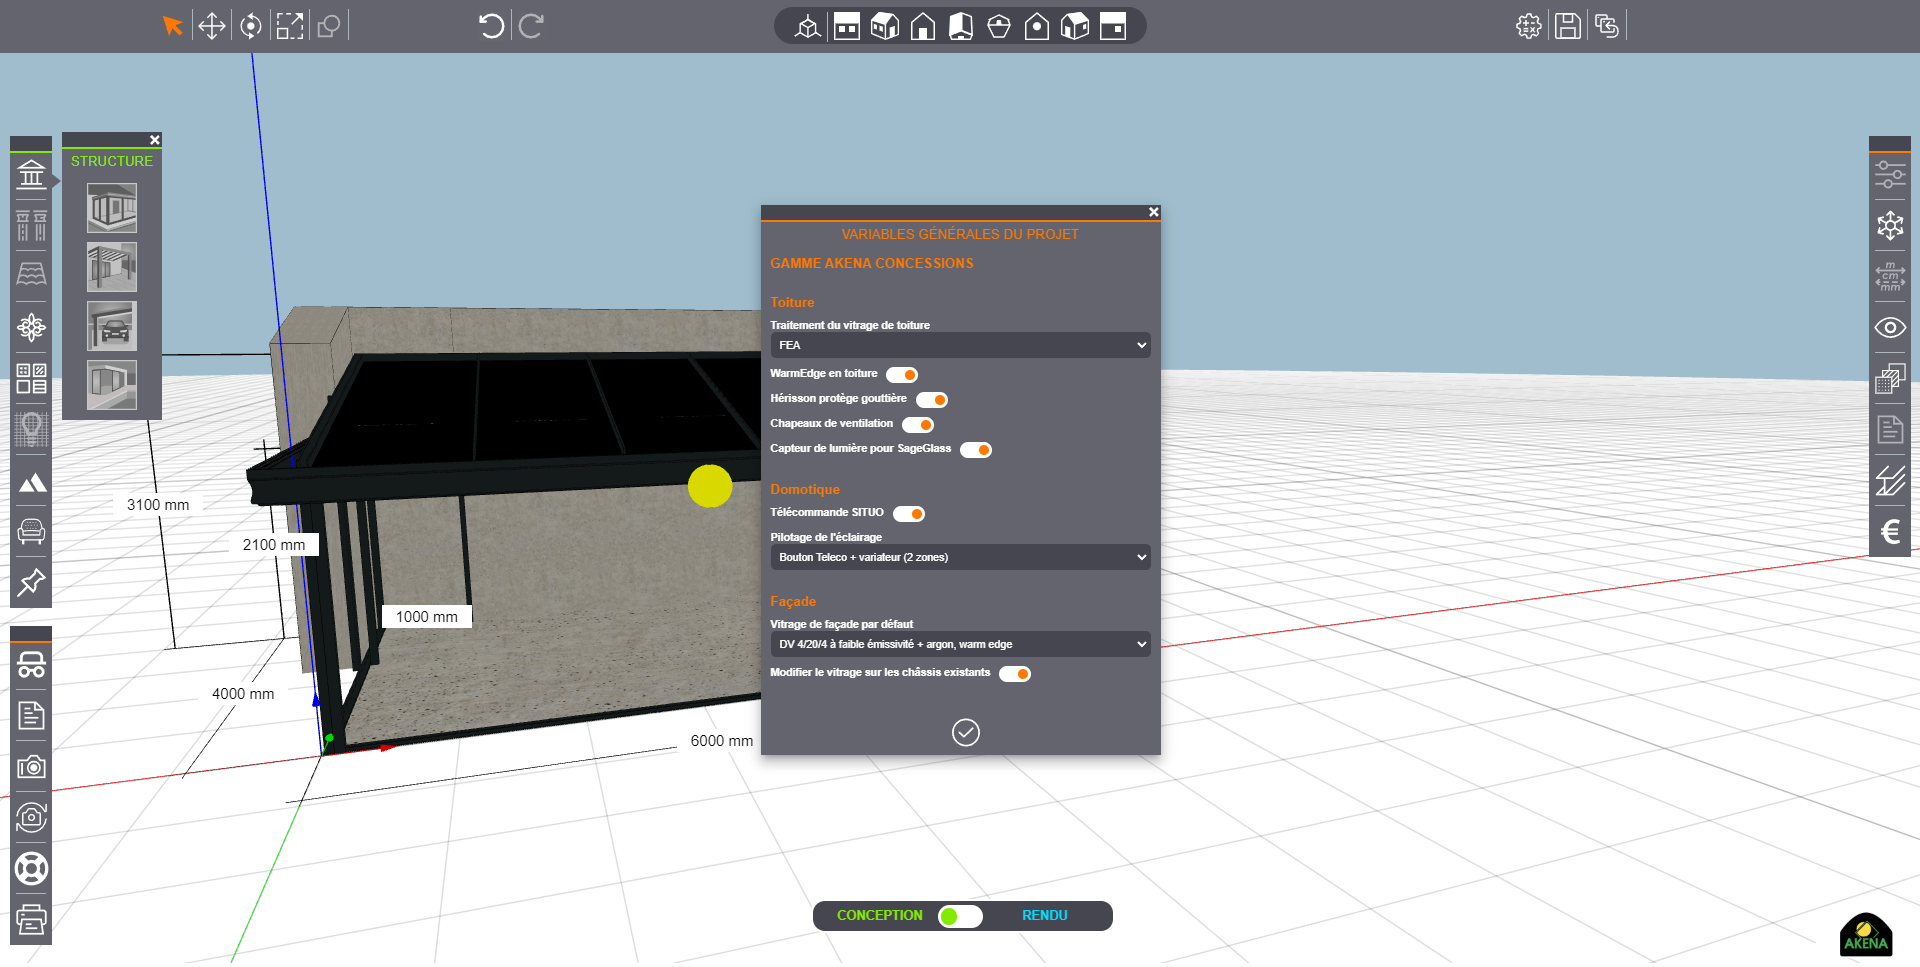 STRUCTURE
m
cm
mm
€
VARIABLES GÉNÉRALES DU PROJET
GAMME AKENA CONCESSIONS
Toiture
Traitement du vitrage de toiture
FEA
WarmEdge en toiture
Hérisson protège gouttière
Chapeaux de ventilation
Capteur de lumière pour SageGlass
Domotique
Télécommande SITUO
Pilotage de l'éclairage
Bouton Teleco + variateur (2 zones)
Façade
Vitrage de façade par défaut
DV 4/20/4 à faible émissivité + argon, warm edge
Modifier le vitrage sur les châssis existants
3100 mm
2100 mm
1000 mm
4000 mm
6000 mm
CONCEPTION
RENDU
AKENA